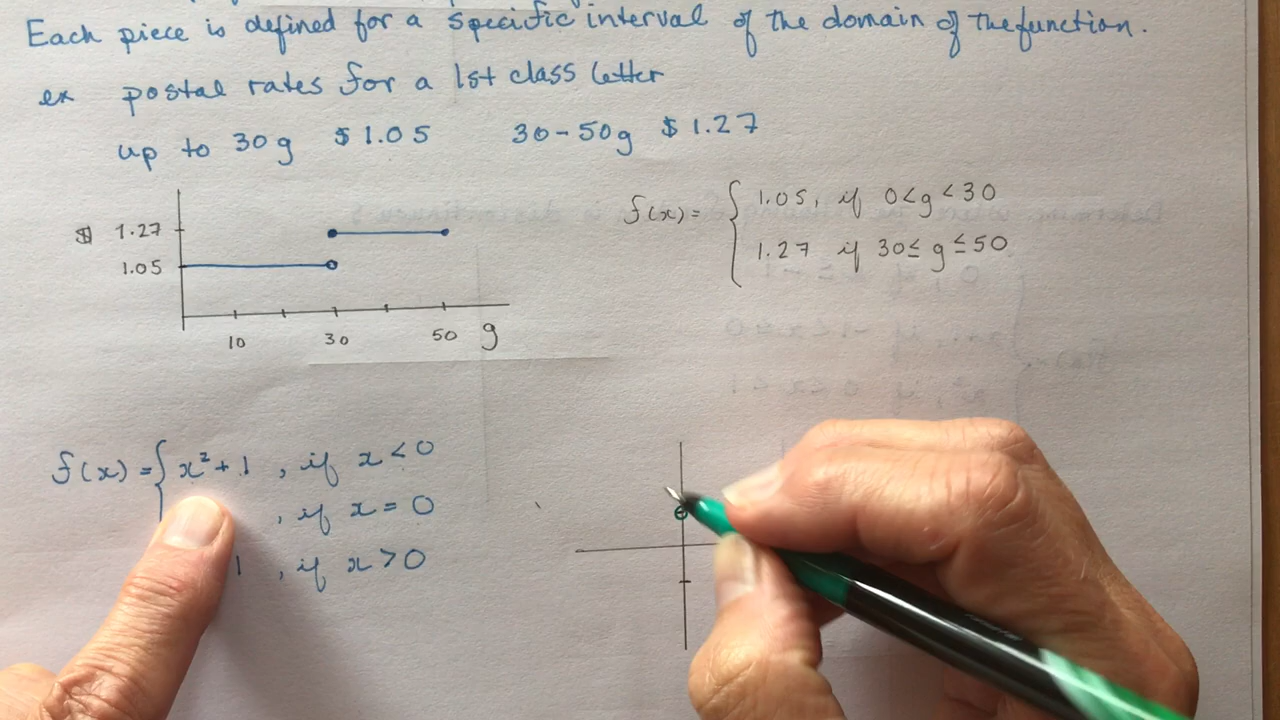 Each piece is defined for a specific interval of the domain of the function.
ex postal rates for a 1st class letter
up to 30g $1.05 30-50g $1.27
f(x)= { 1.05, if 0<g<30
1.27 if 30≤g≤50
$ 1.27
1.05
10 30 50 g
f(x)= { x²+1, if x<0
, if x=0
1, if x>0